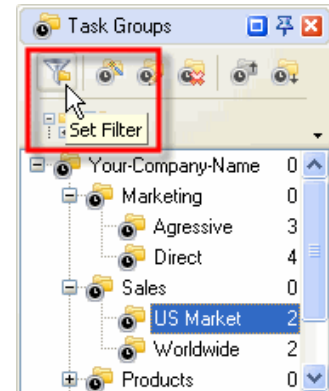 Task Groups
Set Filter
Your-Company-Name 0
Marketing 0
Agressive 3
Direct 4
Sales 0
US Market 2
Worldwide 2
Products 0